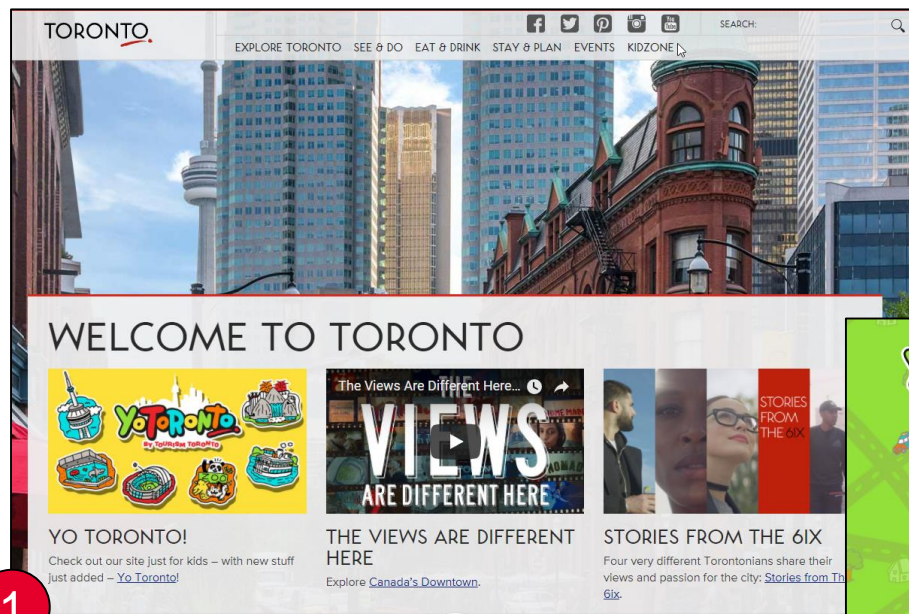 TORONTO
SEARCH:
EXPLORE TORONTO SEE & DO EAT & DRINK STAY & PLAN EVENTS KIDZONE
WELCOME TO TORONTO
YoToRoNto
BY TOURISM TORONTO
ZOO
The Views Are Different Here...
THE
VIEWS
ARE DIFFERENT HERE
NOMAD
STORIES
FROM
THE 6IX
YO TORONTO!
Check out our site just for kids – with new stuff
just added – Yo Toronto!
THE VIEWS ARE DIFFERENT
HERE
Explore Canada's Downtown.
STORIES FROM THE 6IX
Four very different Torontonians share their
views and passion for the city: Stories from Th
6ix.
1